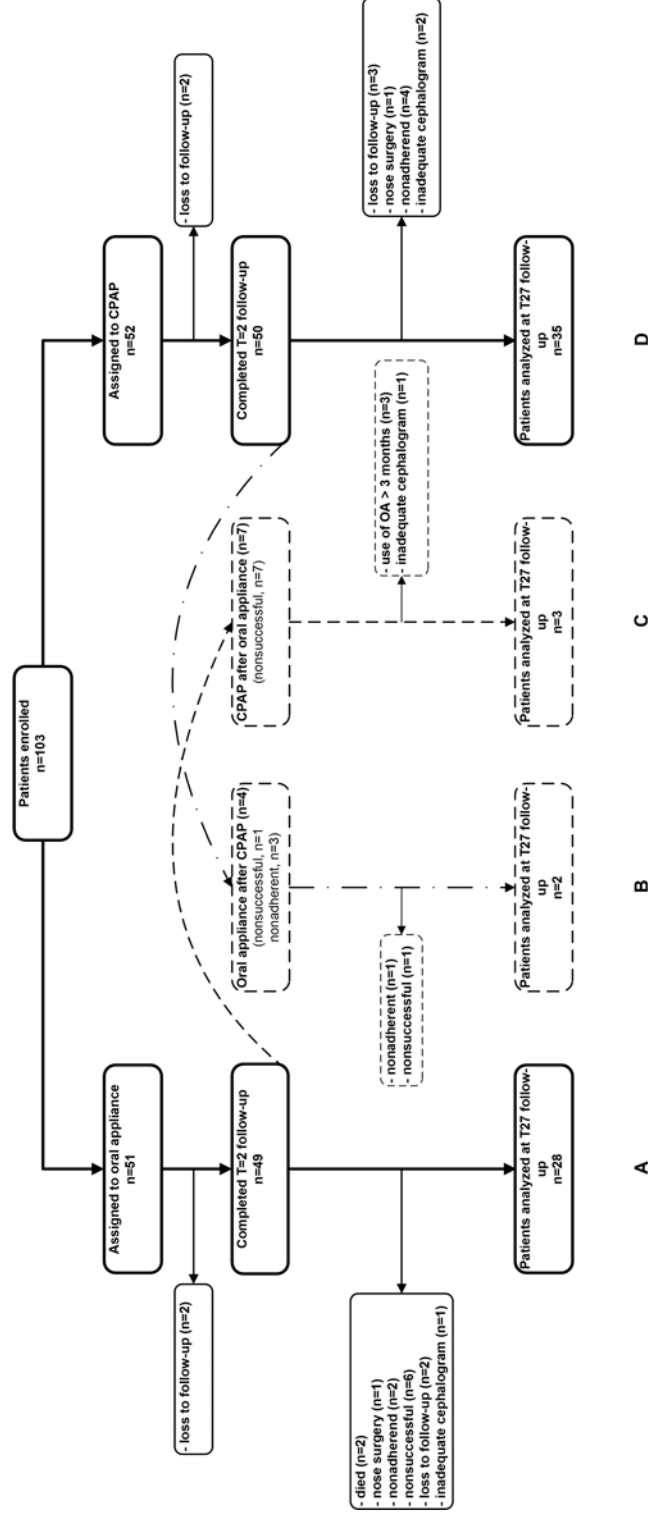 Patients enrolled
n=103
Assigned to oral appliance
n=51
Assigned to CPAP
n=52
- loss to follow-up (n=2)
- loss to follow-up (n=2)
Completed T=2 follow-up
n=49
Oral appliance after CPAP (n=4)
(nonsuccessful, n=1
nonadherent, n=3)
CPAP after oral appliance (n=7)
(nonsuccessful, n=7)
Completed T=2 follow-up
n=50
- died (n=2)
- nose surgery (n=1)
- nonadherend (n=2)
- nonsuccessful (n=6)
- loss to follow-up (n=2)
- inadequate cephalogram (n=1)
- nonadherent (n=1)
- nonsuccessful (n=1)
- use of OA > 3 months (n=3)
- inadequate cephalogram (n=1)
- loss to follow-up (n=3)
- nose surgery (n=1)
- nonadherend (n=4)
- inadequate cephalogram (n=2)
Patients analyzed at T27 follow-
up
n=28
Patients analyzed at T27 follow-
up
n=2
Patients analyzed at T27 follow-
up
n=3
Patients analyzed at T27 follow-
up
n=35
A
B
C
D